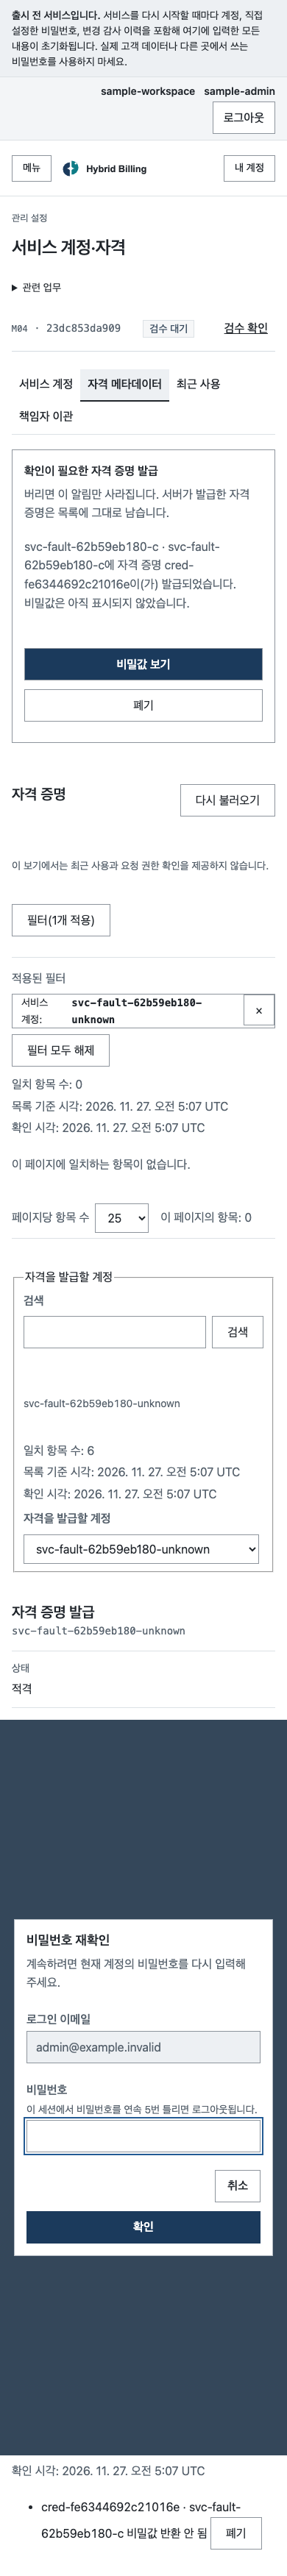 출시 전 서비스입니다. 서비스를 다시 시작할 때마다 계정, 직접
설정한 비밀번호, 변경 감사 이력을 포함해 여기에 입력한 모든
내용이 초기화됩니다. 실제 고객 데이터나 다른 곳에서 쓰는
비밀번호를 사용하지 마세요.
sample-workspace sample-admin
로그아웃
메뉴
Hybrid Billing
내 계정
관리 설정
서비스 계정·자격
▶ 관련 업무
M04 · 23dc853da909
검수 대기
검수 확인
서비스 계정
자격 메타데이터
최근 사용
책임자 이관
확인이 필요한 자격 증명 발급
버리면 이 알림만 사라집니다. 서버가 발급한 자격
증명은 목록에 그대로 남습니다.
svc-fault-62b59eb180-c · svc-fault-
62b59eb180-c에 자격 증명 cred-
fe6344692c21016e이(가) 발급되었습니다.
비밀값은 아직 표시되지 않았습니다.
비밀값 보기
폐기
자격 증명
다시 불러오기
이 보기에서는 최근 사용과 요청 권한 확인을 제공하지 않습니다.
필터(1개 적용)
적용된 필터
서비스
계정:
svc-fault-62b59eb180-
unknown
×
필터 모두 해제
일치 항목 수: 0
목록 기준 시각: 2026. 11. 27. 오전 5:07 UTC
확인 시각: 2026. 11. 27. 오전 5:07 UTC
이 페이지에 일치하는 항목이 없습니다.
페이지당 항목 수 25 이 페이지의 항목: 0
자격을 발급할 계정
검색
검색
svc-fault-62b59eb180-unknown
일치 항목 수: 6
목록 기준 시각: 2026. 11. 27. 오전 5:07 UTC
확인 시각: 2026. 11. 27. 오전 5:07 UTC
자격을 발급할 계정
svc-fault-62b59eb180-unknown
자격 증명 발급
svc-fault-62b59eb180-unknown
상태
적격
비밀번호 재확인
계속하려면 현재 계정의 비밀번호를 다시 입력해
주세요.
로그인 이메일
admin@example.invalid
비밀번호
이 세션에서 비밀번호를 연속 5번 틀리면 로그아웃됩니다.
취소
확인
확인 시각: 2026. 11. 27. 오전 5:07 UTC
• cred-fe6344692c21016e · svc-fault-
62b59eb180-c 비밀값 반환 안 됨 폐기